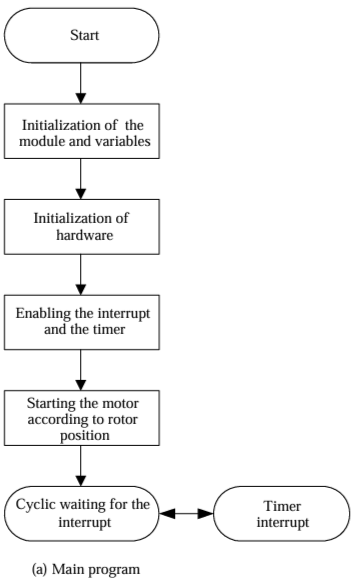 Start
Initialization of the
module and variables
Initialization of
hardware
Enabling the interrupt
and the timer
Starting the motor
according to rotor
position
Cyclic waiting for the
interrupt
Timer
interrupt
(a) Main program